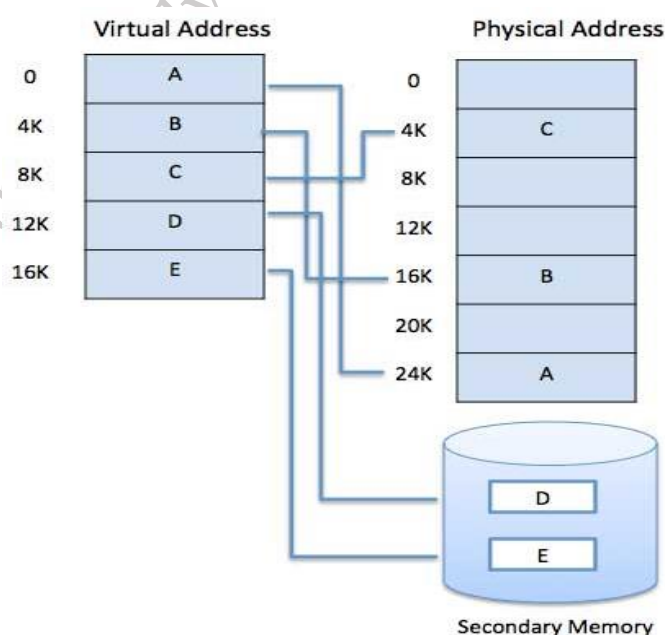 Virtual Address
0 A
4K B
8K C
12K D
16K E
Physical Address
0
4K C
8K
12K
16K B
20K
24K A
D
E
Secondary Memory